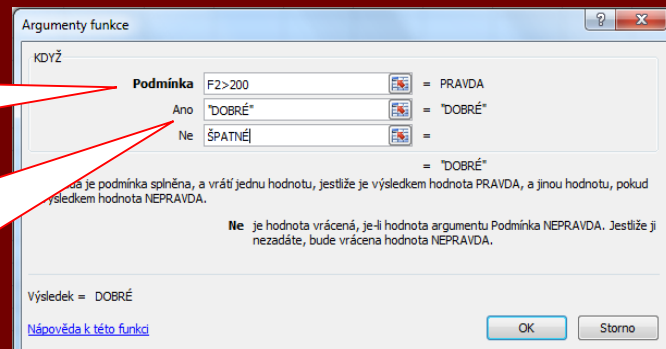 Argumenty funkce
KDYŽ
Podmínka F2>200 = PRAVDA
Ano "DOBRÉ" = "DOBRÉ"
Ne ŠPATNÉ =
= "DOBRÉ"
je podmínka splněna, a vrátí jednu hodnotu, jestliže je výsledkem hodnota PRAVDA, a jinou hodnotu, pokud
výsledkem hodnota NEPRAVDA.
Ne je hodnota vrácená, je-li hodnota argumentu Podmínka NEPRAVDA. Jestliže ji
nezadáte, bude vrácena hodnota NEPRAVDA.
Výsledek = DOBRÉ
Nápověda k této funkci
OK Storno